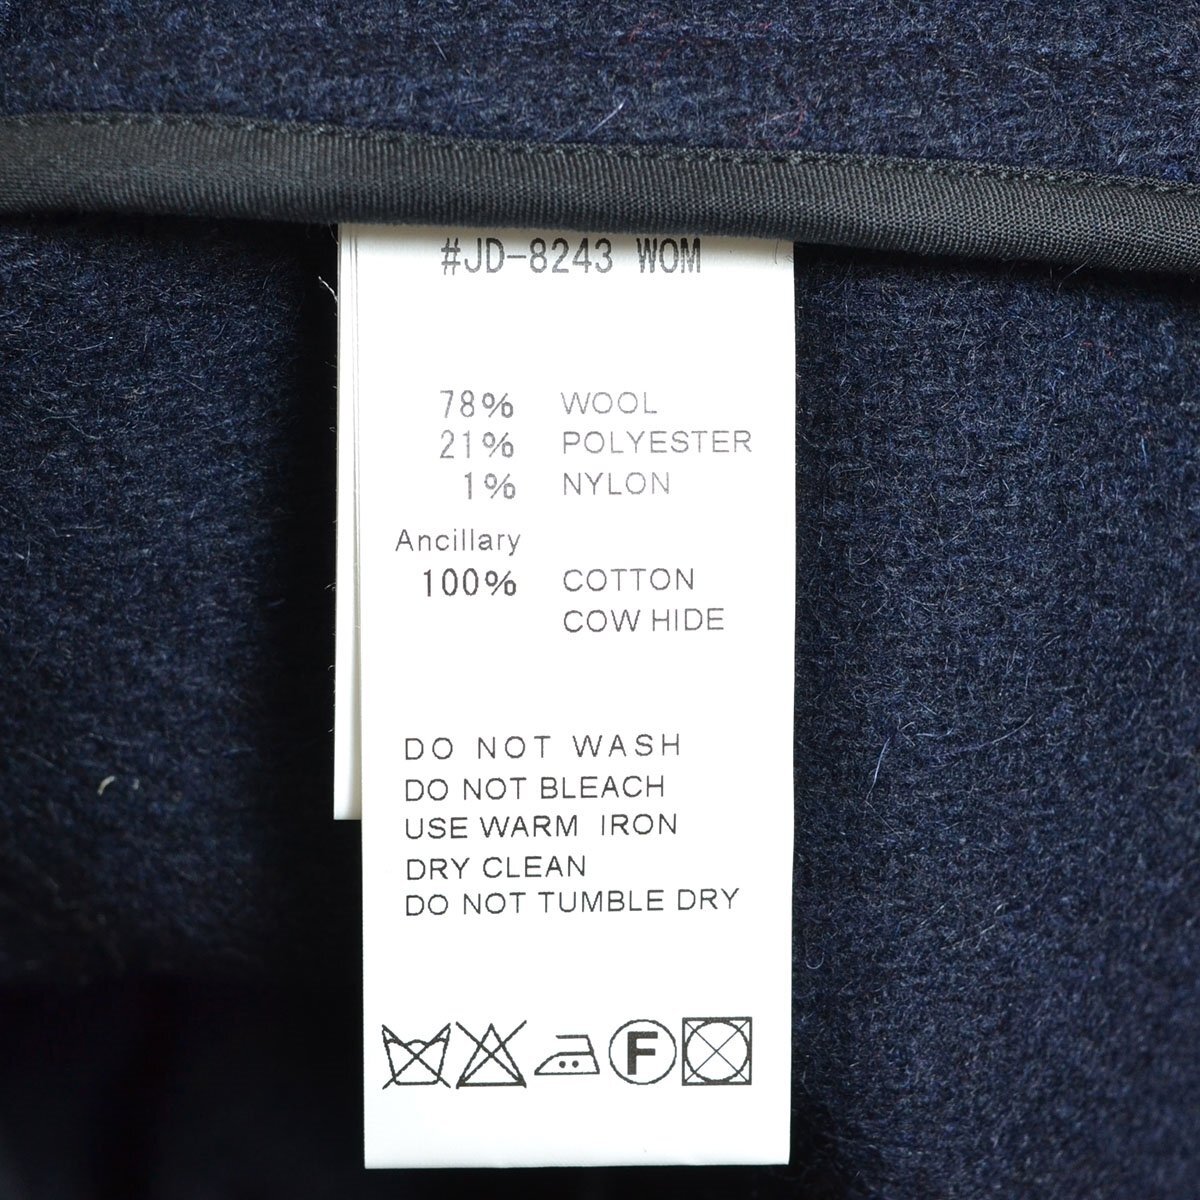 #JD-8243 WOM
78% WOOL
21% POLYESTER
1% NYLON
Ancillary
100% COTTON
COW HIDE
DO NOT WASH
DO NOT BLEACH
USE WARM IRON
DRY CLEAN
DO NOT TUMBLE DRY
F